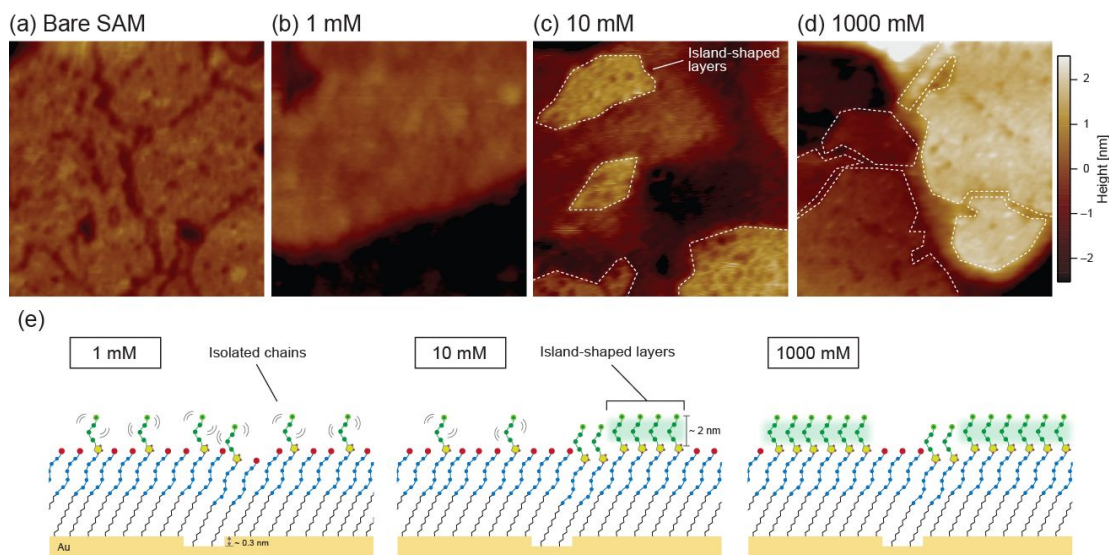 (a) Bare SAM
(b) 1 mM
(c) 10 mM
(d) 1000 mM
Island-shaped
layers
2
1
0
−1
−2
Height [nm]
(e)
1 mM
Isolated chains
10 mM
Island-shaped layers
1000 mM
~ 2 nm
Au
~ 0.3 nm